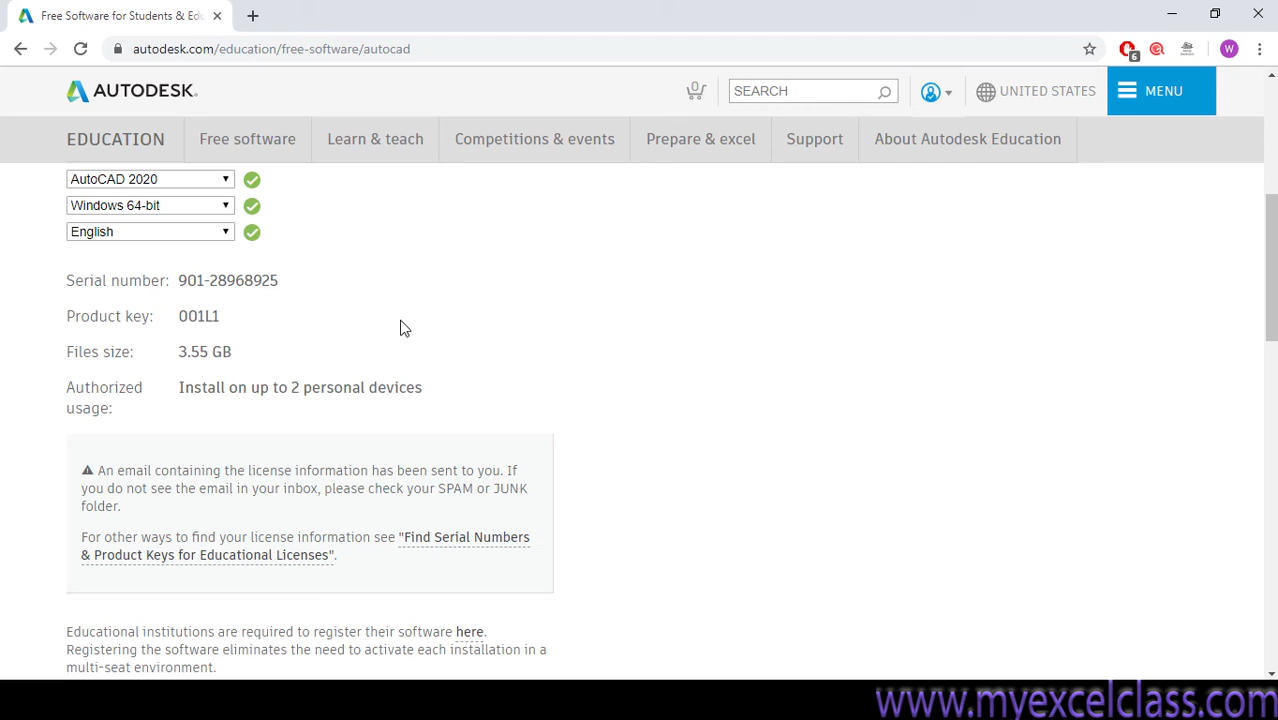 Free Software for Students & Edu
autodesk.com/education/free-software/autocad
6
W
AUTODESK.
0
SEARCH
UNITED STATES
MENU
EDUCATION
Free software
Learn & teach
Competitions & events
Prepare & excel
Support
About Autodesk Education
AutoCAD 2020
Windows 64-bit
English
Serial number: 901-28968925
Product key: 001L1
Files size: 3.55 GB
Authorized usage: Install on up to 2 personal devices
An email containing the license information has been sent to you. If
you do not see the email in your inbox, please check your SPAM or JUNK
folder.
For other ways to find your license information see "Find Serial Numbers
& Product Keys for Educational Licenses".
Educational institutions are required to register their software here.
Registering the software eliminates the need to activate each installation in a
multi-seat environment.
www.myexcelclass.com